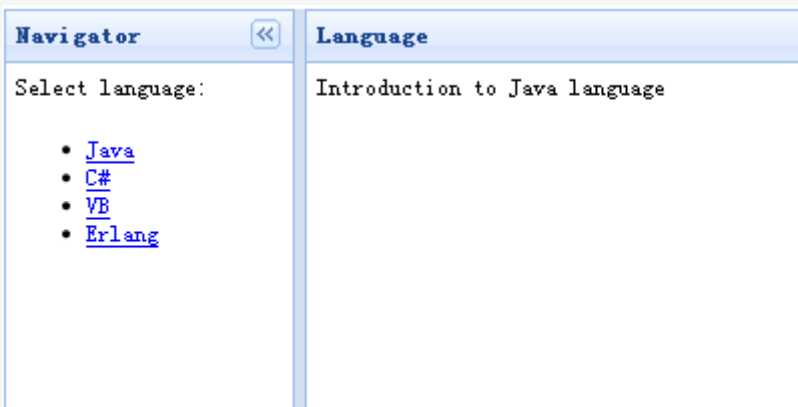 Navigator
Select language:
Java
C#
VB
Erlang
Language
Introduction to Java language